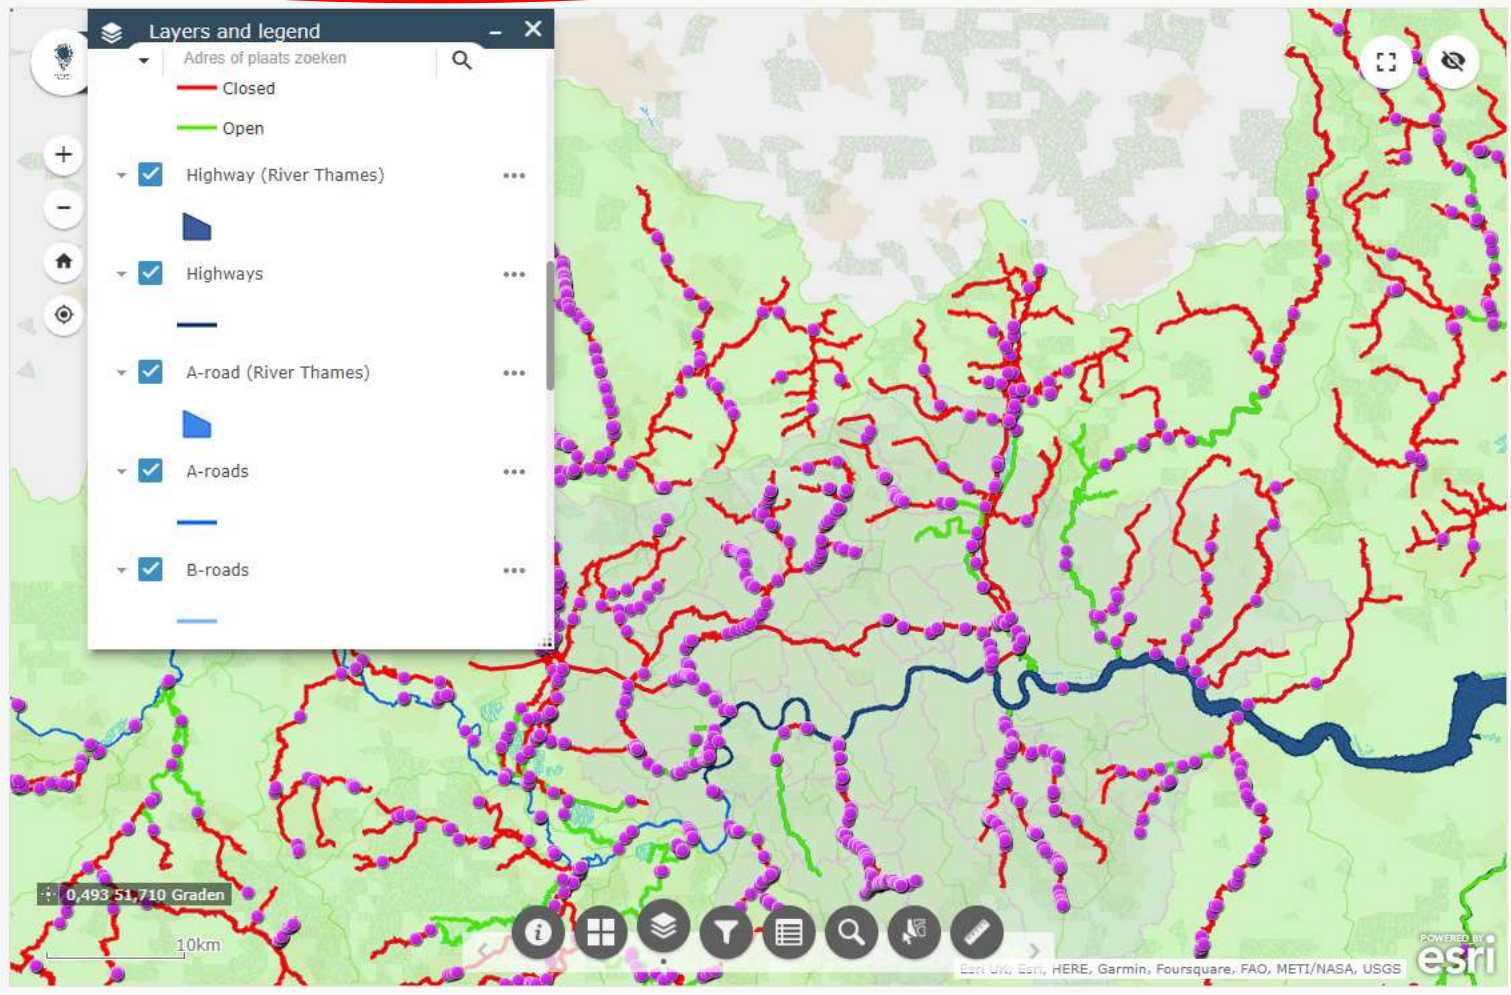 Layers and legend
Adres of plaats zoeken
Closed
Open
Highway (River Thames)
Highways
A-road (River Thames)
A-roads
B-roads
0,493 51,710 Graden
10km
POWERED BY
esri
Esri UK, Esri, HERE, Garmin, Foursquare, FAO, METI/NASA, USGS